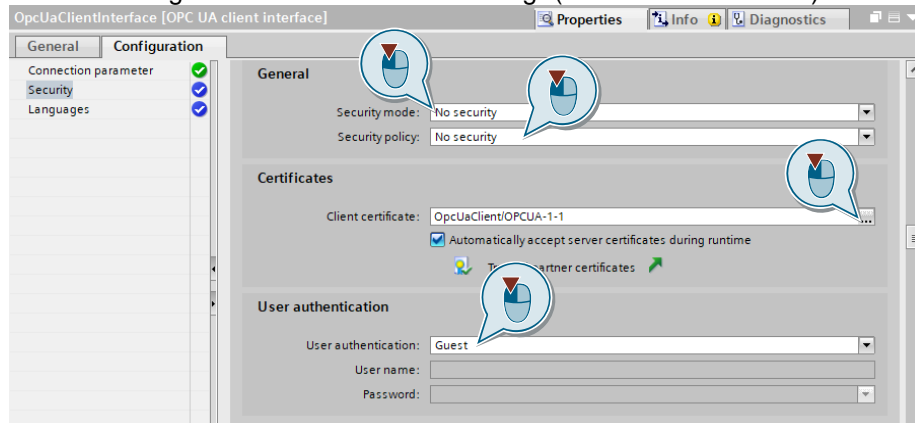 OpcUaClientInterface [OPC UA client interface]
Properties
Info
Diagnostics
General
Configuration
Connection parameter
Security
Languages
General
Security mode: No security
Security policy: No security
Certificates
Client certificate: OpcUaClient/OPCUA-1-1
...
Automatically accept server certificates during runtime
partner certificates
User authentication
User authentication: Guest
User name:
Password: